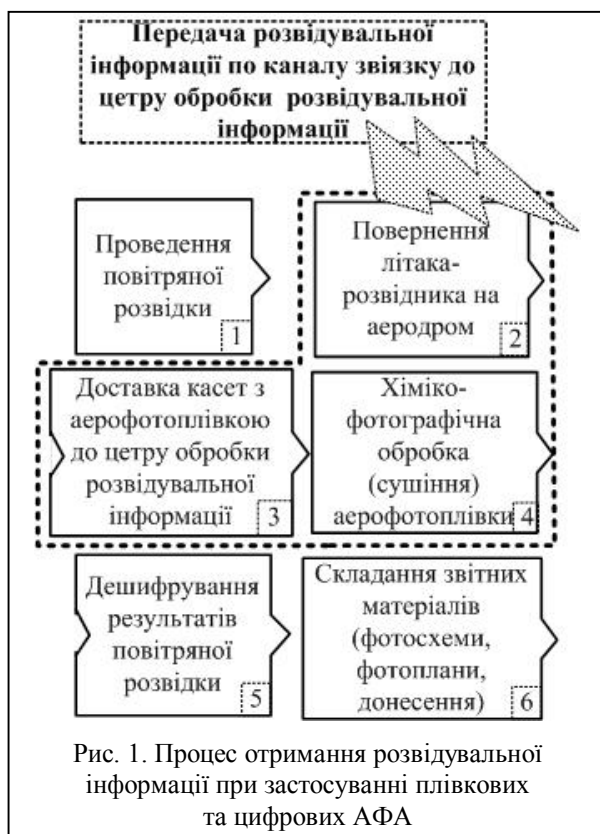 Передача розвідувальної
інформації по каналу звіязку до
цетру обробки розвідувальної
інформації
Проведення
повітряної
розвідки
1
Повернення
літака-
розвідника на
аеродром
2
Доставка касет з
аерофотоплівкою
до цетру обробки
розвідувальної
інформації
3
Хіміко-
фотографічна
обробка
(сушіння)
аерофотоплівки
4
Дешифрування
результатів
повітряної
розвідки
5
Складання звітних
матеріалів
(фотосхеми,
фотоплани,
донесення)
6
Рис. 1. Процес отримання розвідувальної
інформації при застосуванні плівкових
та цифрових АФА